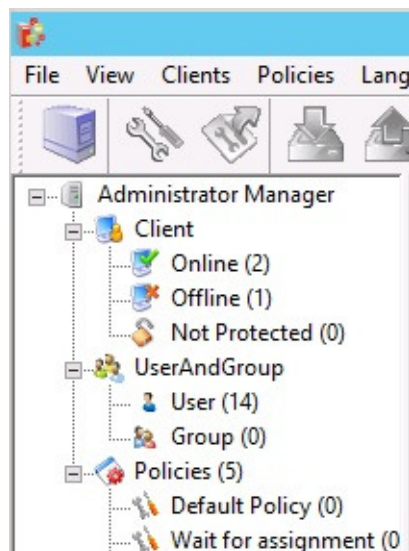 File View Clients Policies Lang
Administrator Manager
Client
Online (2)
Offline (1)
Not Protected (0)
UserAndGroup
User (14)
Group (0)
Policies (5)
Default Policy (0)
Wait for assignment (0